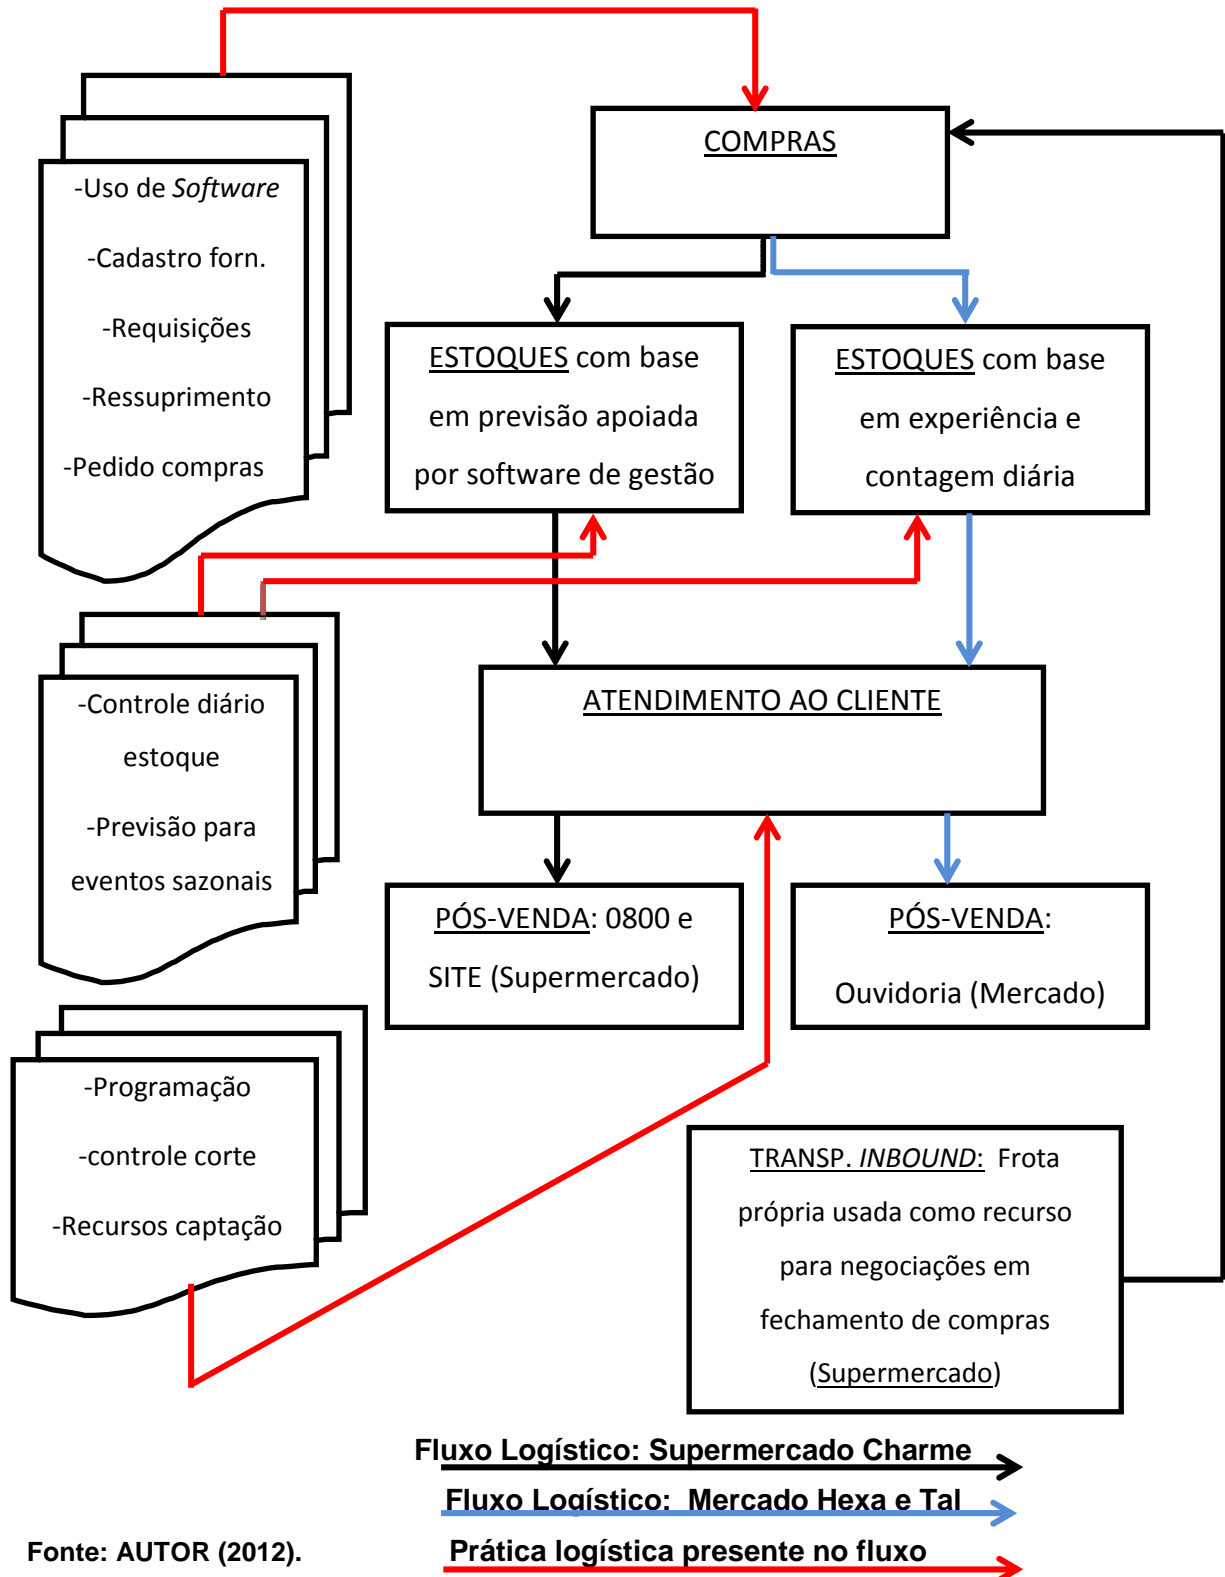 COMPRAS
-Uso de Software
-Cadastro forn.
-Requisições
-Ressuprimento
-Pedido compras
ESTOQUES com base
em previsão apoiada
por software de gestão
ESTOQUES com base
em experiência e
contagem diária
-Controle diário
estoque
-Previsão para
eventos sazonais
ATENDIMENTO AO CLIENTE
PÓS-VENDA: 0800 e
SITE (Supermercado)
PÓS-VENDA:
Ouvidoria (Mercado)
-Programação
-controle corte
-Recursos captação
TRANSP. INBOUND: Frota
própria usada como recurso
para negociações em
fechamento de compras
(Supermercado)
Fluxo Logístico: Supermercado Charme
Fluxo Logístico: Mercado Hexa e Tal
Prática logística presente no fluxo
Fonte: AUTOR (2012).